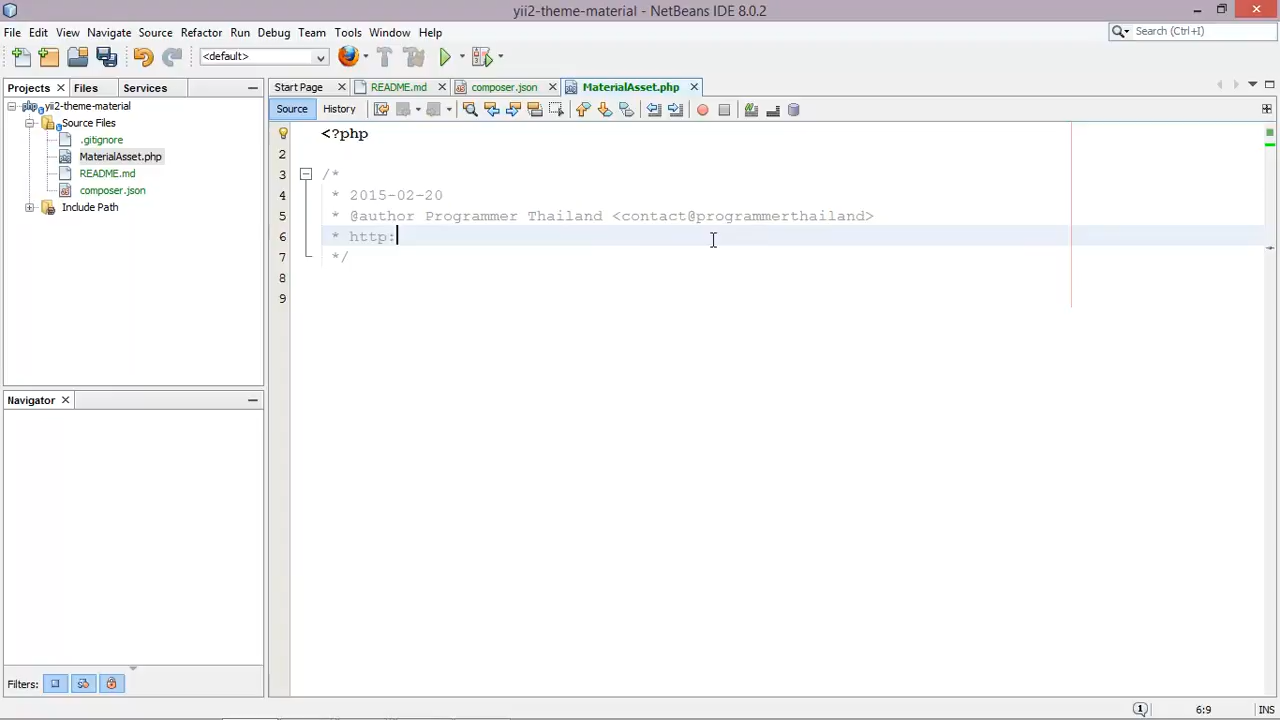 yii2-theme-material - NetBeans IDE 8.0.2
File Edit View Navigate Source Refactor Run Debug Team Tools Window Help
Search (Ctrl+I)
<default>
Projects Files Services
yii2-theme-material
Source Files
.gitignore
MaterialAsset.php
README.md
composer.json
Include Path
Navigator
Filters:
Start Page README.md composer.json MaterialAsset.php
Source History
<?php
2
3 /*
4 * 2015-02-20
5 * @author Programmer Thailand <contact@programmerthailand>
6 * http:
7 */
8
9
1 6:9 INS